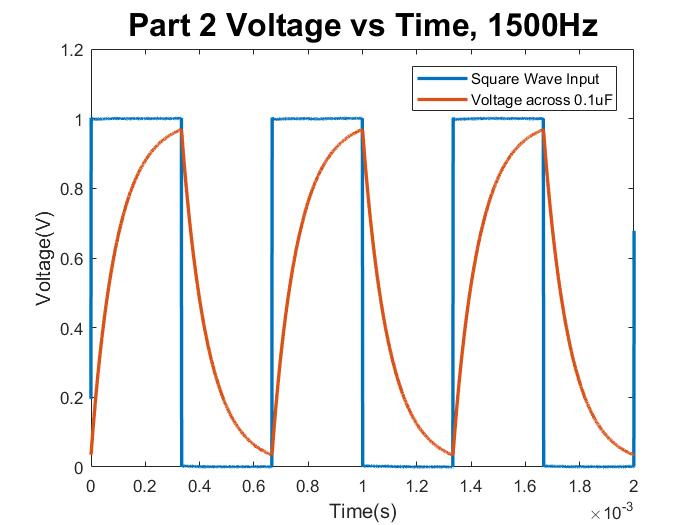 Part 2 Voltage vs Time, 1500Hz
1.2
Square Wave Input
Voltage across 0.1uF
1
0.8
0.6
0.4
0.2
0
Voltage(V)
0 0.2 0.4 0.6 0.8 1 1.2 1.4 1.6 1.8 2
Time(s)
×10⁻³